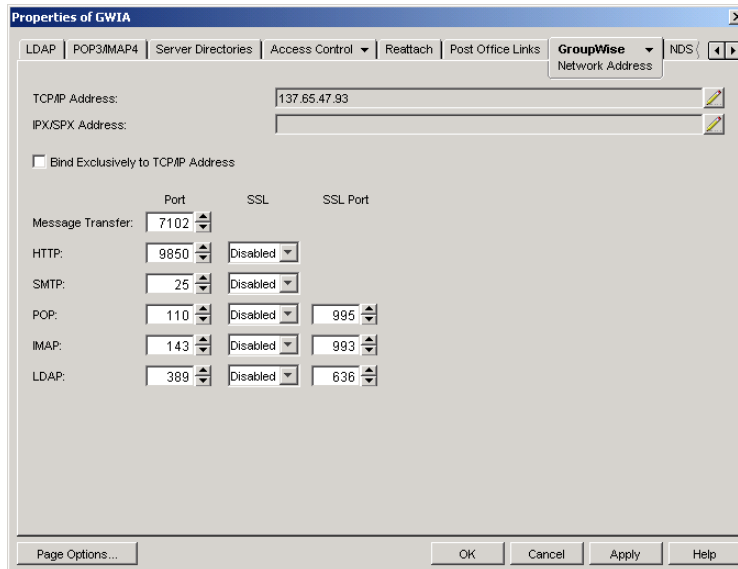 Properties of GWIA
LDAP POP3/IMAP4 Server Directories Access Control Reattach Post Office Links GroupWise NDS
Network Address
TCP/IP Address: 137.65.47.93
IPX/SPX Address:
Bind Exclusively to TCP/IP Address
Port SSL SSL Port
Message Transfer: 7102
HTTP: 9850 Disabled
SMTP: 25 Disabled
POP: 110 Disabled 995
IMAP: 143 Disabled 993
LDAP: 389 Disabled 636
Page Options... OK Cancel Apply Help